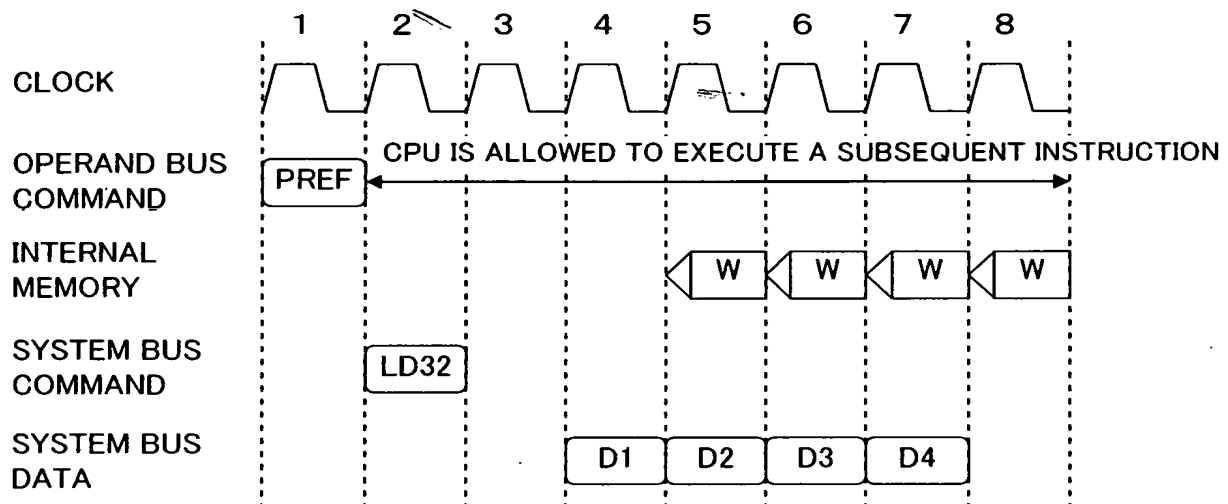 1 2 3 4 5 6 7 8
CLOCK
CPU IS ALLOWED TO EXECUTE A SUBSEQUENT INSTRUCTION
OPERAND BUS
COMMAND
PREF
INTERNAL
MEMORY
W W W W
SYSTEM BUS
COMMAND
LD32
SYSTEM BUS
DATA
D1 D2 D3 D4